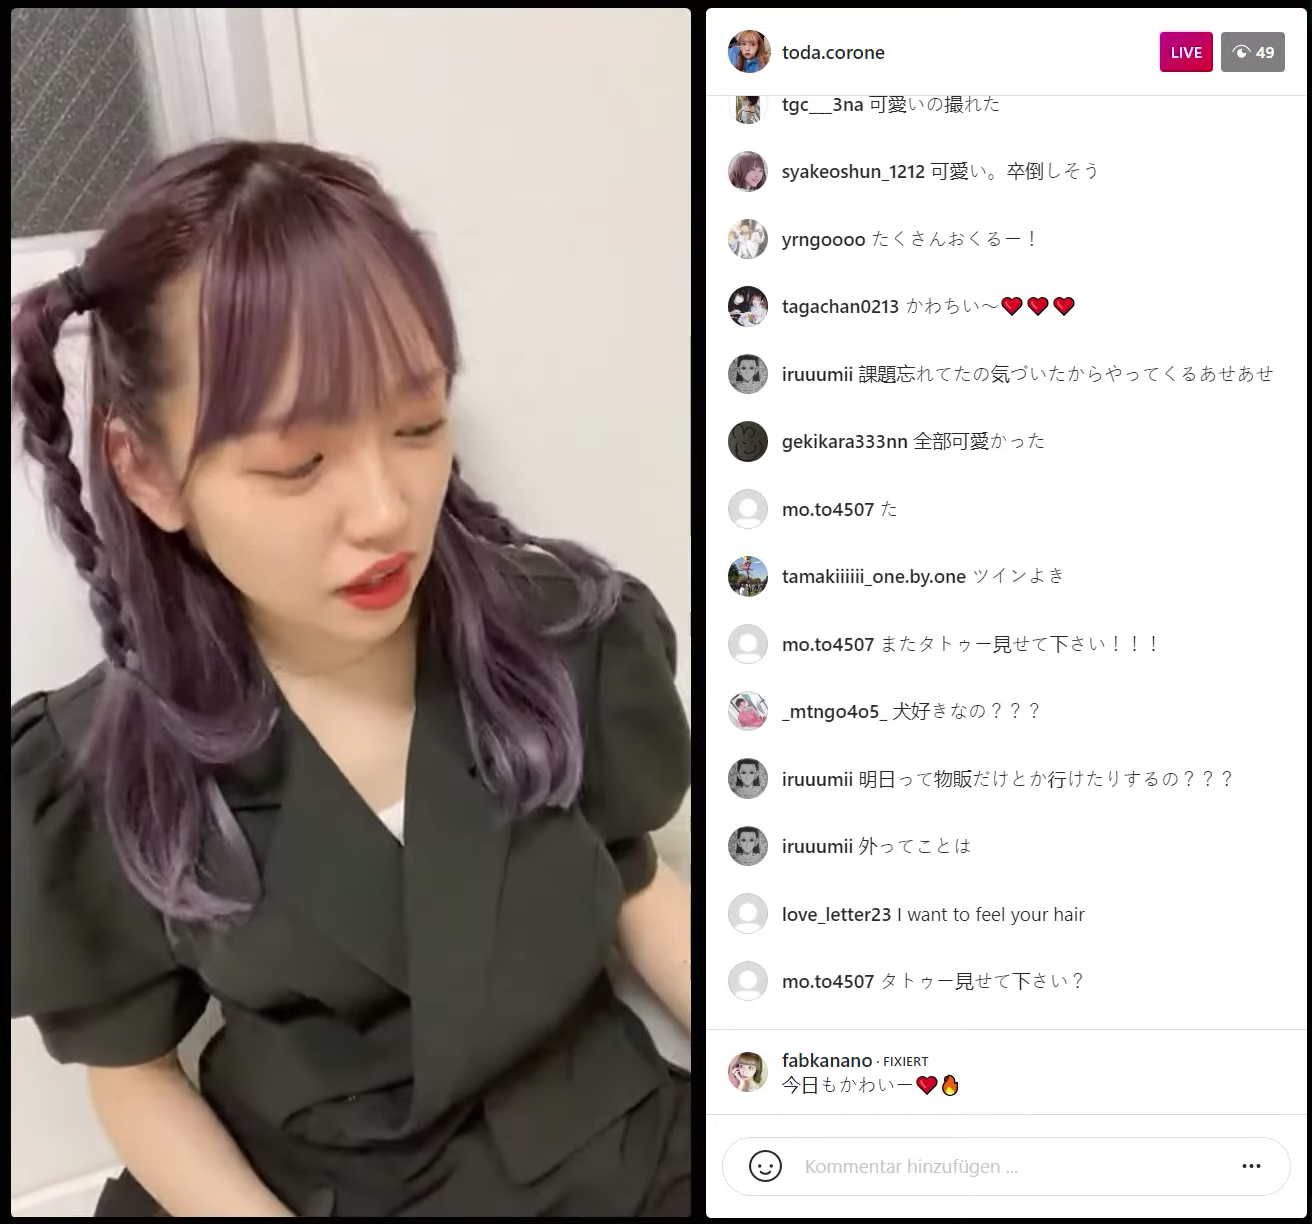 toda.corone
LIVE
49
tgc___3na 可愛いの撮れた
syakeoshun_1212 可愛い。卒倒しそう
yrngoooo たくさんおくるー！
tagachan0213 かわちい〜❤️❤️❤️
iruuumii 課題忘れてたの気づいたからやってくるあせあせ
gekikara333nn 全部可愛かった
mo.to4507 た
tamakiiiiii_one.by.one ツインよき
mo.to4507 またタトゥー見せて下さい！！！
_mtngo4o5_ 犬好きなの？？？
iruuumii 明日って物販だけとか行けたりするの？？？
iruuumii 外ってことは
love_letter23 I want to feel your hair
mo.to4507 タトゥー見せて下さい？
fabkanano · FIXIERT
今日もかわいー❤️🔥
Kommentar hinzufügen ...